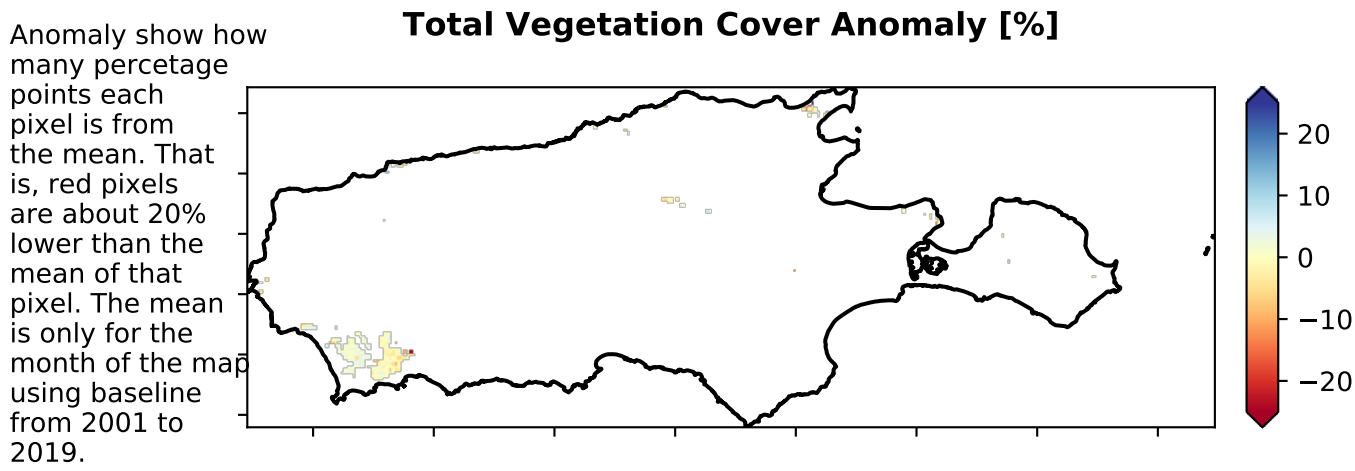 Total Vegetation Cover Anomaly [%]
Anomaly show how
many percetage
points each
pixel is from
the mean. That
is, red pixels
are about 20%
lower than the
mean of that
pixel. The mean
is only for the
month of the map
using baseline
from 2001 to
2019.
20
10
0
−10
−20